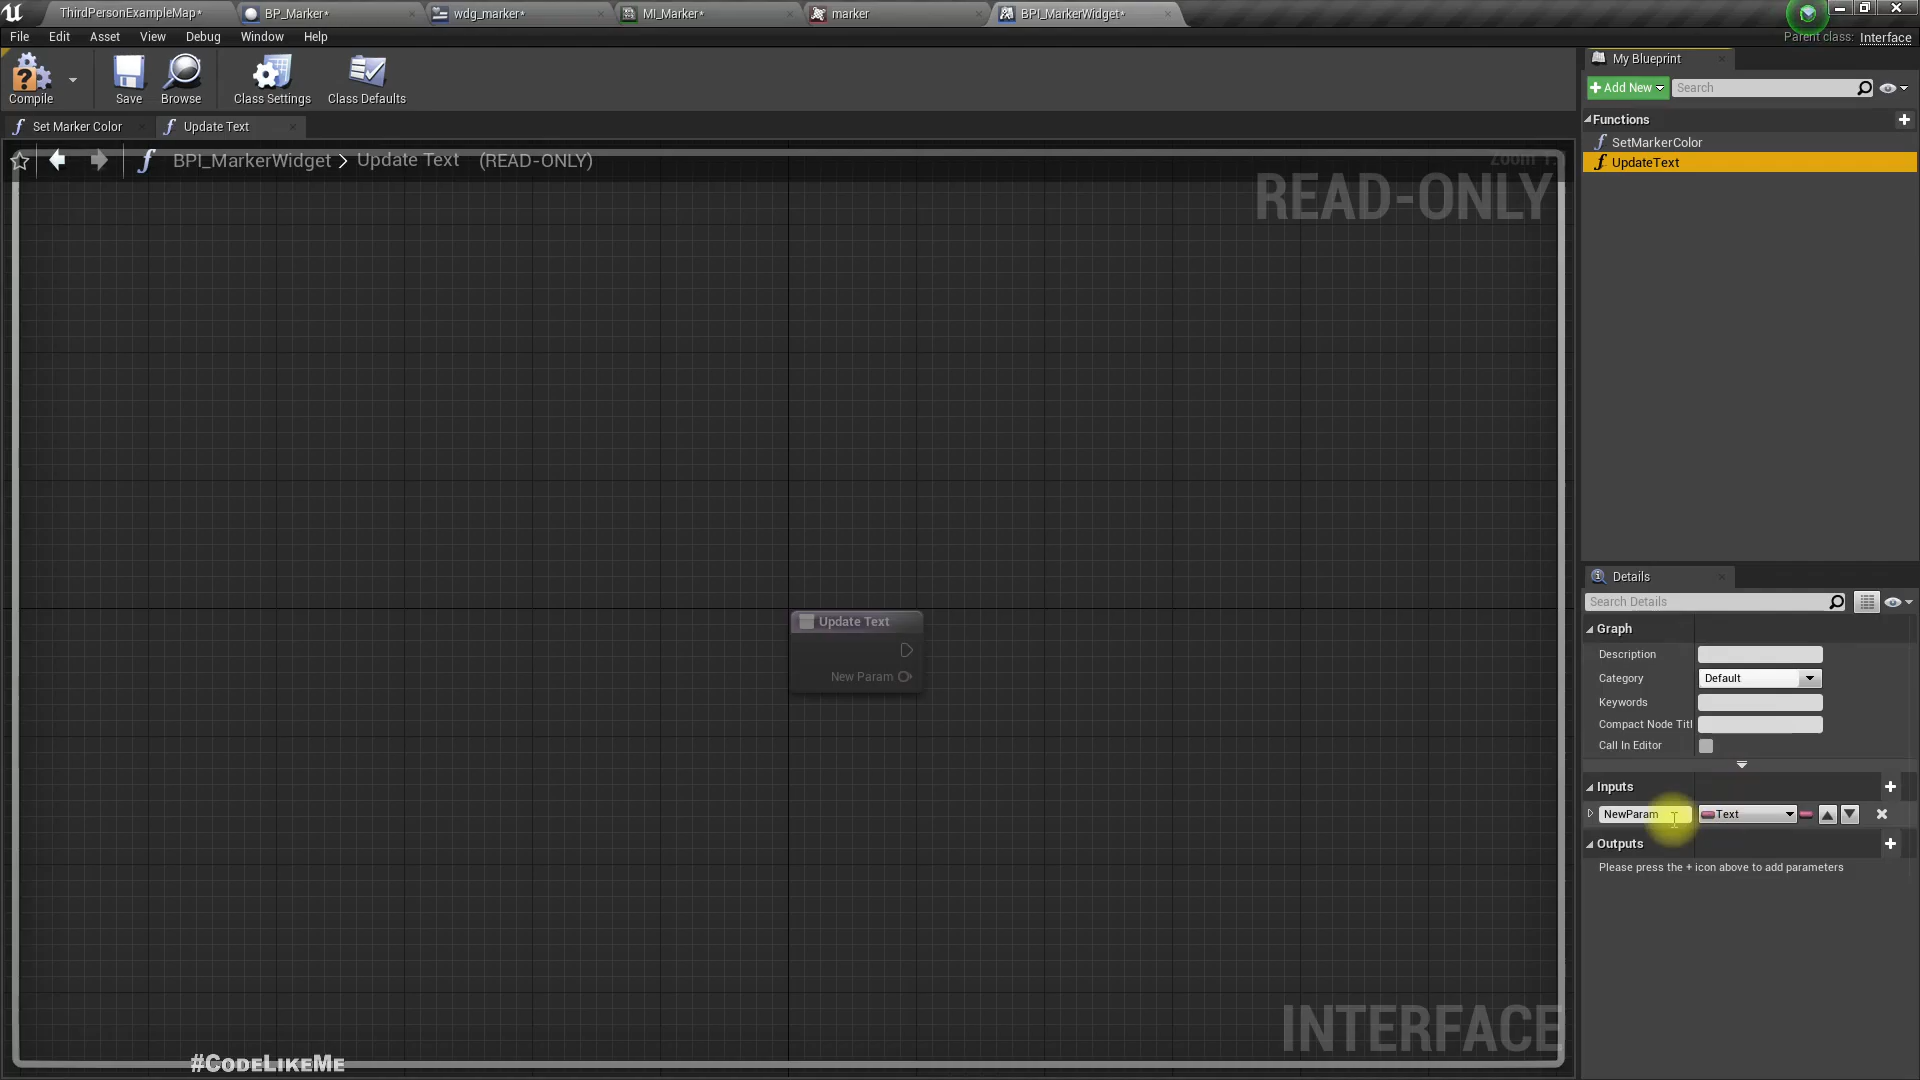 ThirdPersonExampleMap*
BP_Marker*
wdg_marker*
MI_Marker*
marker
BPI_MarkerWidget*
File Edit Asset View Debug Window Help
Parent class: Interface
Compile
Save
Browse
Class Settings
Class Defaults
My Blueprint
+ Add New
Search
Set Marker Color
Update Text
BPI_MarkerWidget > Update Text (READ-ONLY)
READ-ONLY
Functions
SetMarkerColor
UpdateText
Update Text
New Param
Details
Search Details
Graph
Description
Category Default
Keywords
Compact Node Titl
Call In Editor
Inputs
NewParam Text
Outputs
Please press the + icon above to add parameters
INTERFACE
#CodeLikeMe